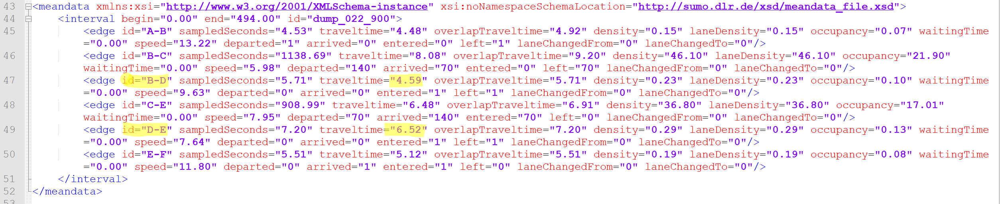 43 <meandata xmlns:xsi="http://www.w3.org/2001/XMLSchema-instance" xsi:noNamespaceSchemaLocation="http://sumo.dlr.de/xsd/meandata_file.xsd">
44 <interval begin="0.00" end="494.00" id="dump_022_900">
45 <edge id="A-B" sampledSeconds="4.53" traveltime="4.48" overlapTraveltime="4.92" density="0.15" laneDensity="0.15" occupancy="0.07" waitingTime
="0.00" speed="13.22" departed="1" arrived="0" entered="0" left="1" laneChangedFrom="0" laneChangedTo="0"/>
46 <edge id="B-C" sampledSeconds="1138.69" traveltime="8.08" overlapTraveltime="9.20" density="46.10" laneDensity="46.10" occupancy="21.90"
waitingTime="0.00" speed="5.98" departed="140" arrived="70" entered="0" left="70" laneChangedFrom="0" laneChangedTo="0"/>
47 <edge id="B-D" sampledSeconds="5.71" traveltime="4.59" overlapTraveltime="5.71" density="0.23" laneDensity="0.23" occupancy="0.10" waitingTime
="0.00" speed="9.63" departed="0" arrived="0" entered="1" left="1" laneChangedFrom="0" laneChangedTo="0"/>
48 <edge id="C-E" sampledSeconds="908.99" traveltime="6.48" overlapTraveltime="6.91" density="36.80" laneDensity="36.80" occupancy="17.01"
waitingTime="0.00" speed="7.95" departed="70" arrived="140" entered="70" left="0" laneChangedFrom="0" laneChangedTo="0"/>
49 <edge id="D-E" sampledSeconds="7.20" traveltime="6.52" overlapTraveltime="7.20" density="0.29" laneDensity="0.29" occupancy="0.13" waitingTime
="0.00" speed="7.64" departed="0" arrived="0" entered="1" left="1" laneChangedFrom="0" laneChangedTo="0"/>
50 <edge id="E-F" sampledSeconds="5.51" traveltime="5.12" overlapTraveltime="5.51" density="0.19" laneDensity="0.19" occupancy="0.08" waitingTime
="0.00" speed="11.80" departed="0" arrived="1" entered="1" left="0" laneChangedFrom="0" laneChangedTo="0"/>
51 </interval>
52 </meandata>
53